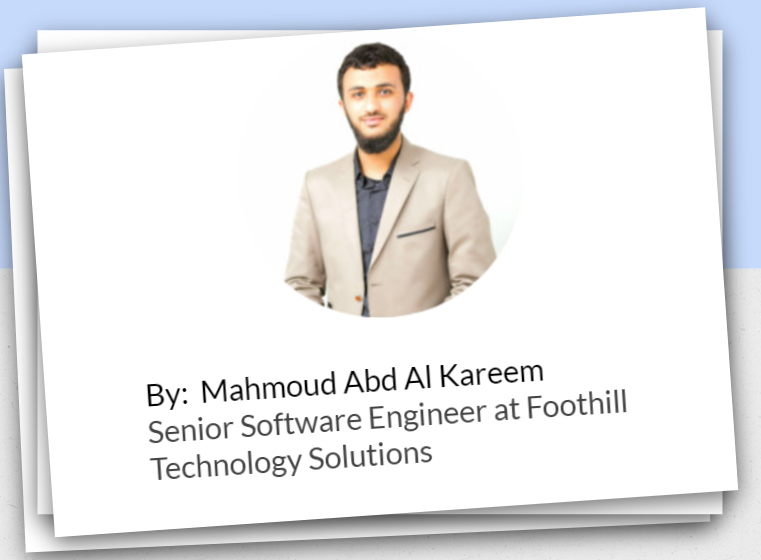 By: Mahmoud Abd Al Kareem
Senior Software Engineer at Foothill
Technology Solutions